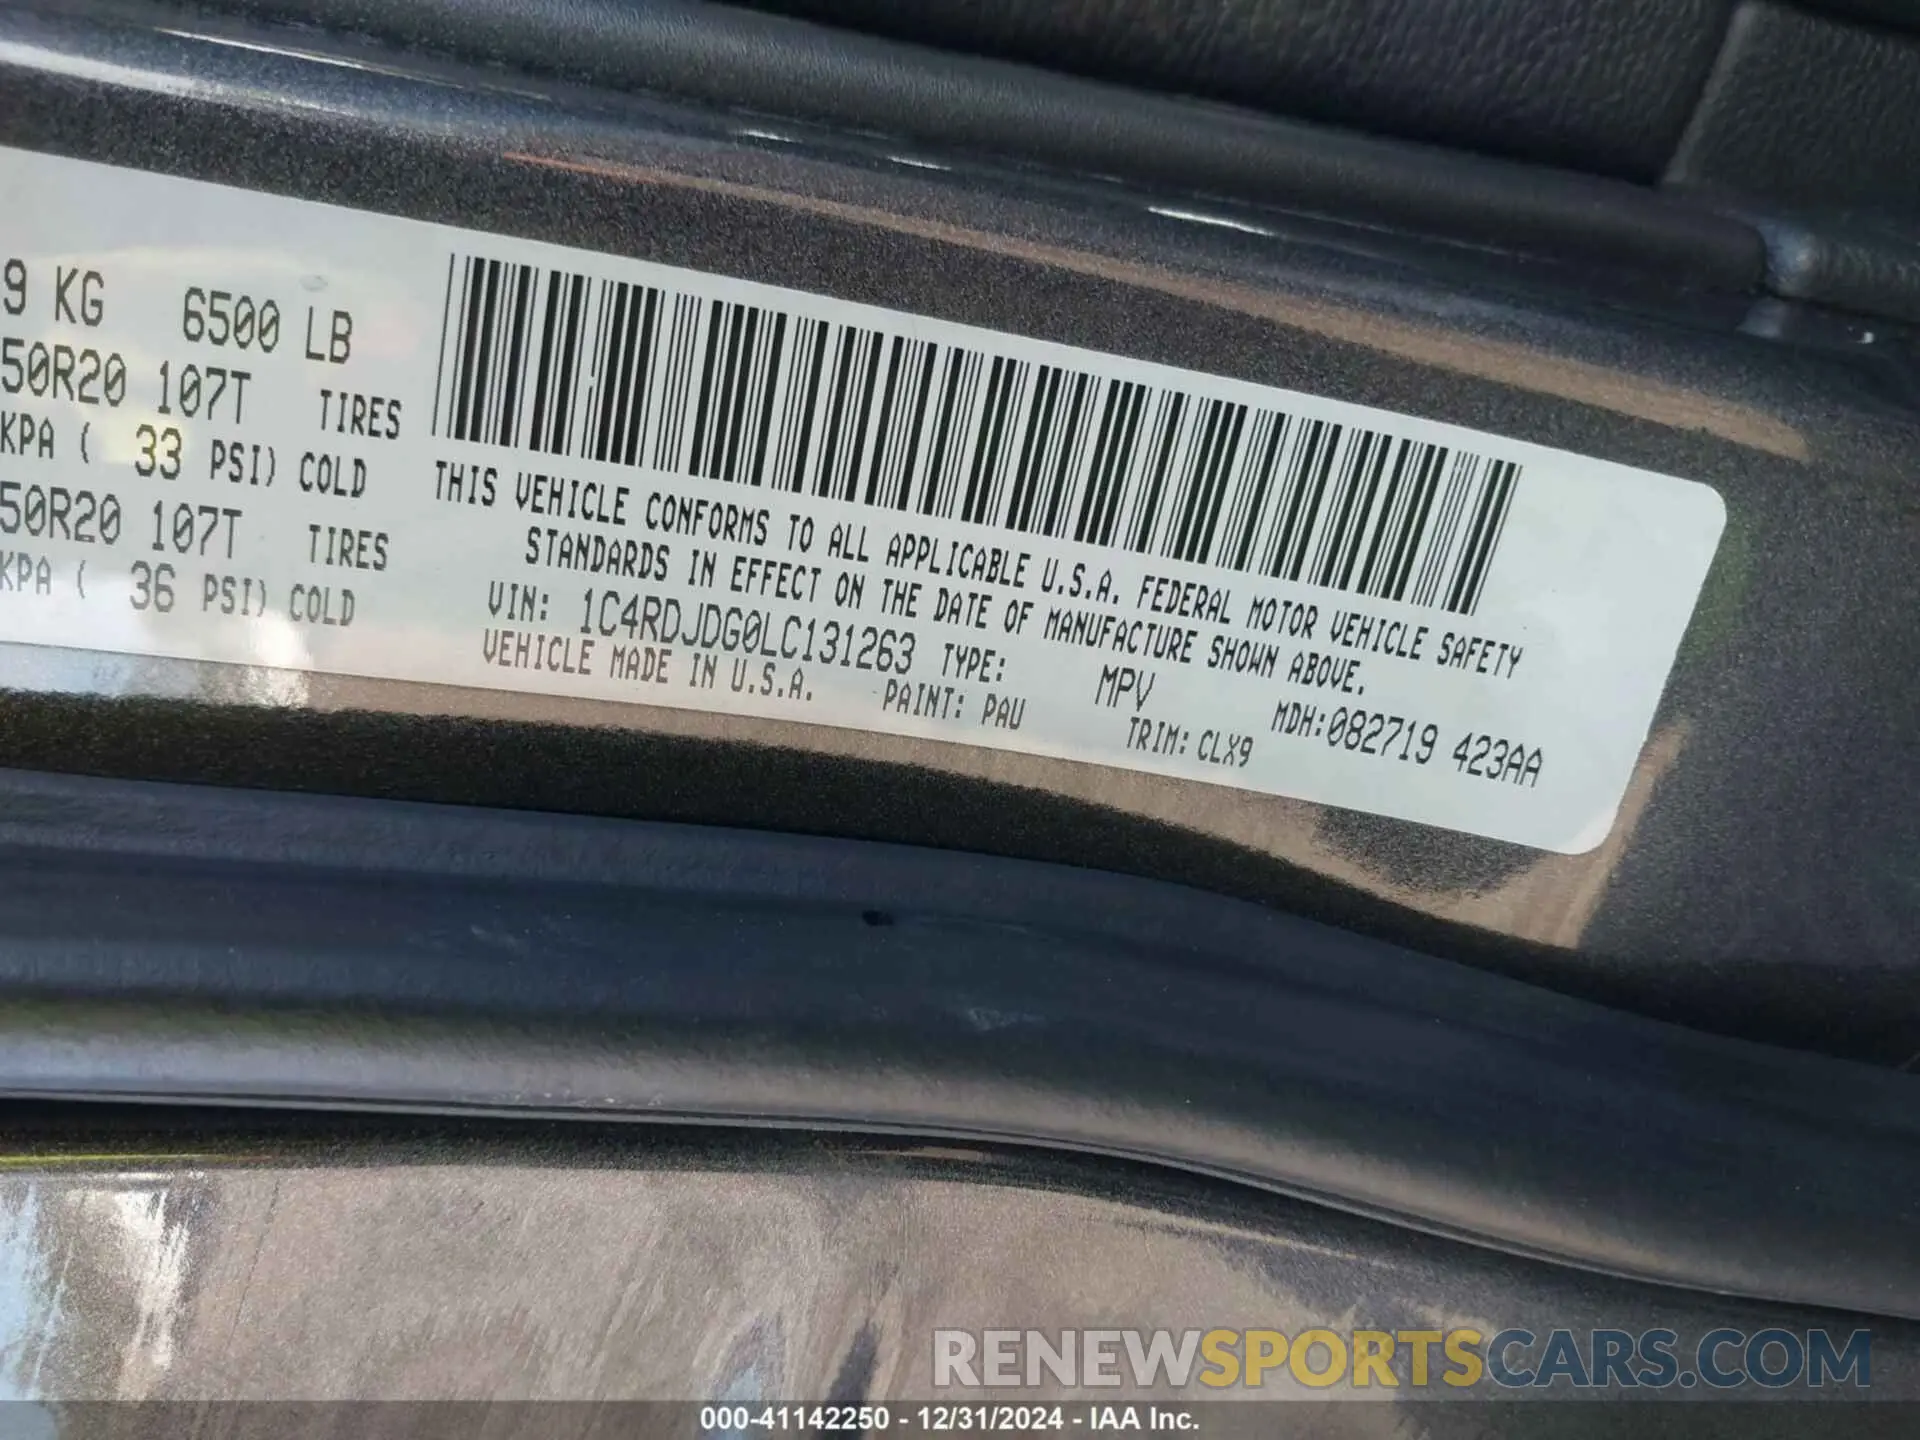 9 KG 6500 LB
50R20 107T TIRES
KPA ( 33 PSI) COLD
50R20 107T TIRES
KPA ( 36 PSI) COLD
THIS VEHICLE CONFORMS TO ALL APPLICABLE U.S.A. FEDERAL MOTOR VEHICLE SAFETY
STANDARDS IN EFFECT ON THE DATE OF MANUFACTURE SHOWN ABOVE.
VIN: 1C4RDJDG0LC131263 TYPE: MPV MDH:082719 423AA
VEHICLE MADE IN U.S.A. PAINT: PAU TRIM: CLX9
RENEWSPORTSCARS.COM
000-41142250 - 12/31/2024 - IAA Inc.